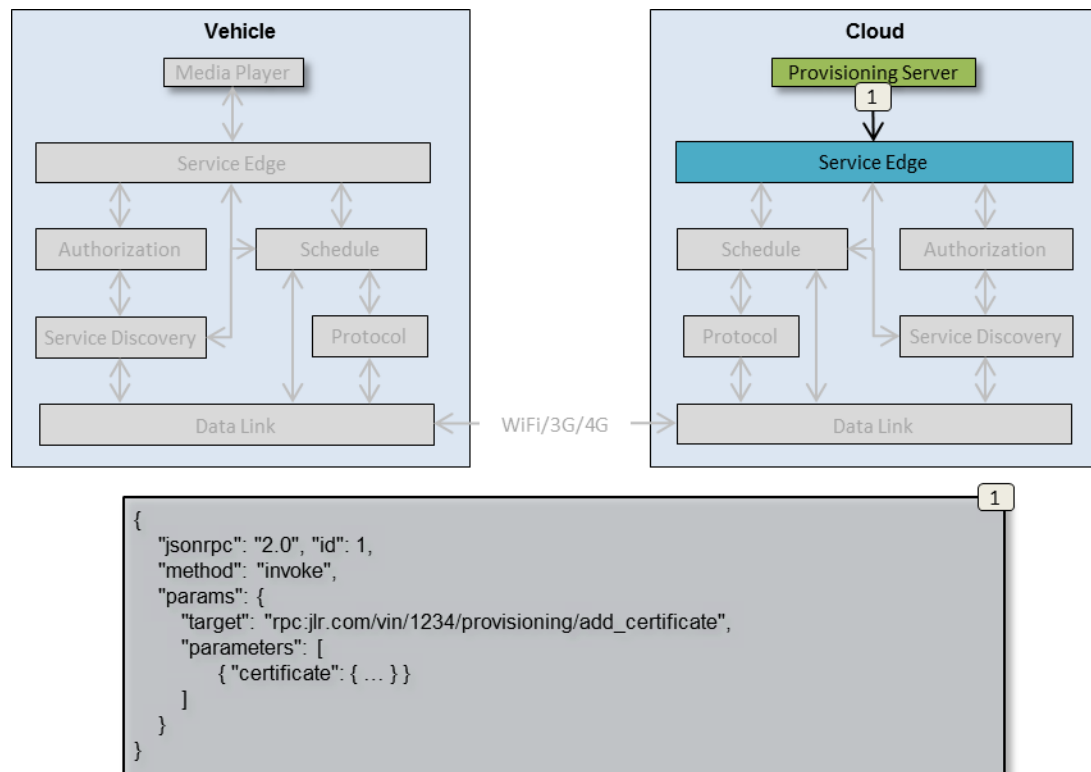 Vehicle
Media Player
Service Edge
Authorization
Schedule
Service Discovery
Protocol
Data Link
WiFi/3G/4G
Cloud
Provisioning Server
1
Service Edge
Schedule
Authorization
Protocol
Service Discovery
Data Link
1
{
"jsonrpc": "2.0", "id": 1,
"method": "invoke",
"params": {
"target": "rpc:jlr.com/vin/1234/provisioning/add_certificate",
"parameters": [
{ "certificate": { ... } }
]
}
}